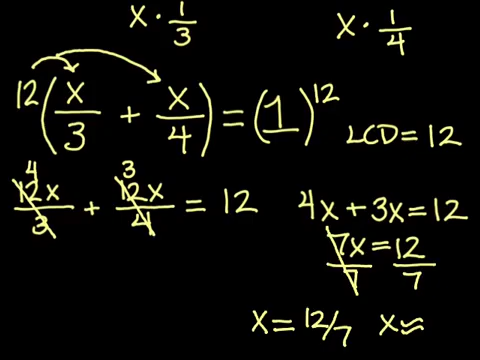 x · 1/3    x · 1/4
12(x/3 + x/4) = (1)12
LCD = 12
4 3
12x/3 + 12x/4 = 12
4x + 3x = 12
7x/7 = 12/7
x = 12/7  x ≈